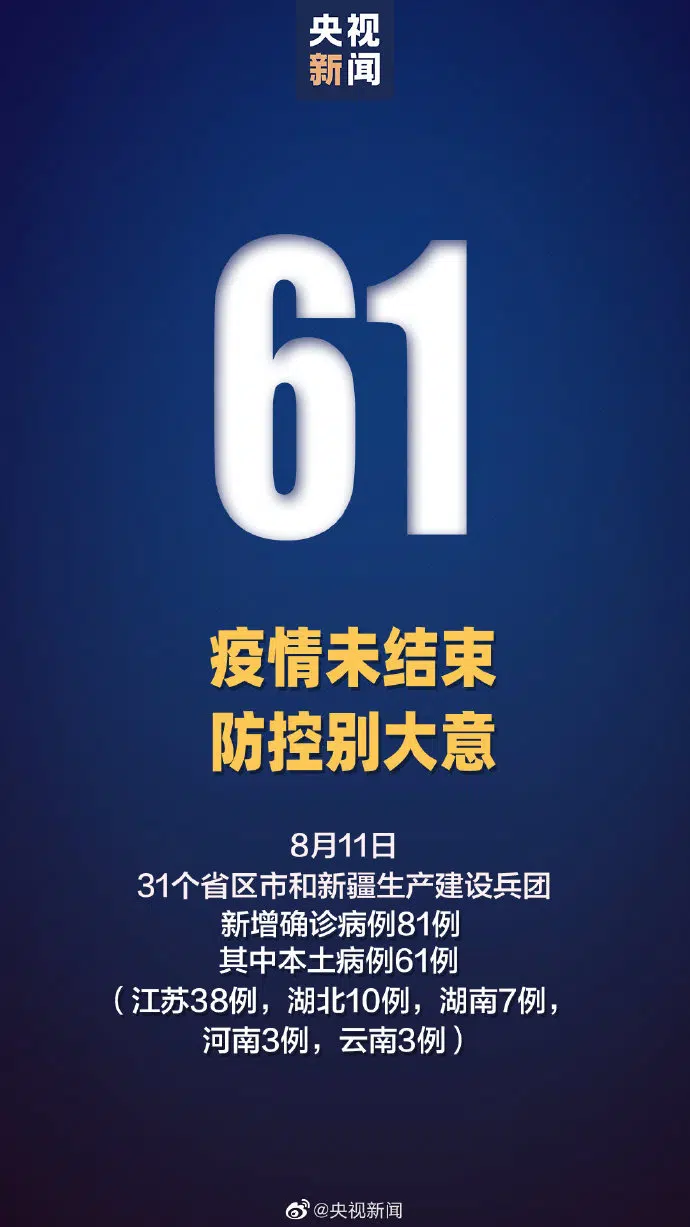 央视
新闻
61
疫情未结束
防控别大意
8月11日
31个省区市和新疆生产建设兵团
新增确诊病例81例
其中本土病例61例
（江苏38例，湖北10例，湖南7例，
河南3例，云南3例）
@央视新闻